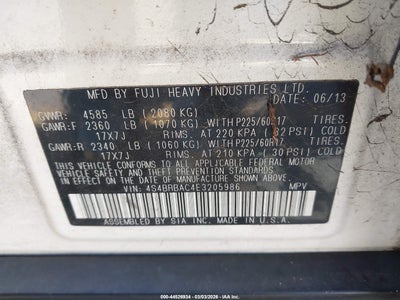 MFD BY FUJI HEAVY INDUSTRIES LTD.
DATE: 06/13
GVWR: 4585 LB (2080 KG)
GAWR:F 2360 LB (1070 KG) WITH P225/60R17 TIRES.
17X7J RIMS. AT 220 KPA (32 PSI) COLD
GAWR:R 2340 LB (1060 KG) WITH P225/60R17 TIRES.
17X7J RIMS. AT 210 KPA (30 PSI) COLD
THIS VEHICLE CONFORMS TO ALL APPLICABLE
FEDERAL MOTOR VEHICLE SAFETY, BUMPER,
AND THEFT PREVENTION STANDARDS
IN EFFECT ON THE DATE OF
MANUFACTURE SHOWN ABOVE.
VIN: 4S4BRBAC4E3205986 MPV
ASSEMBLED BY SIA INC. IN U.S.A.
000-44526934 - 03/03/2026 - IAA Inc.